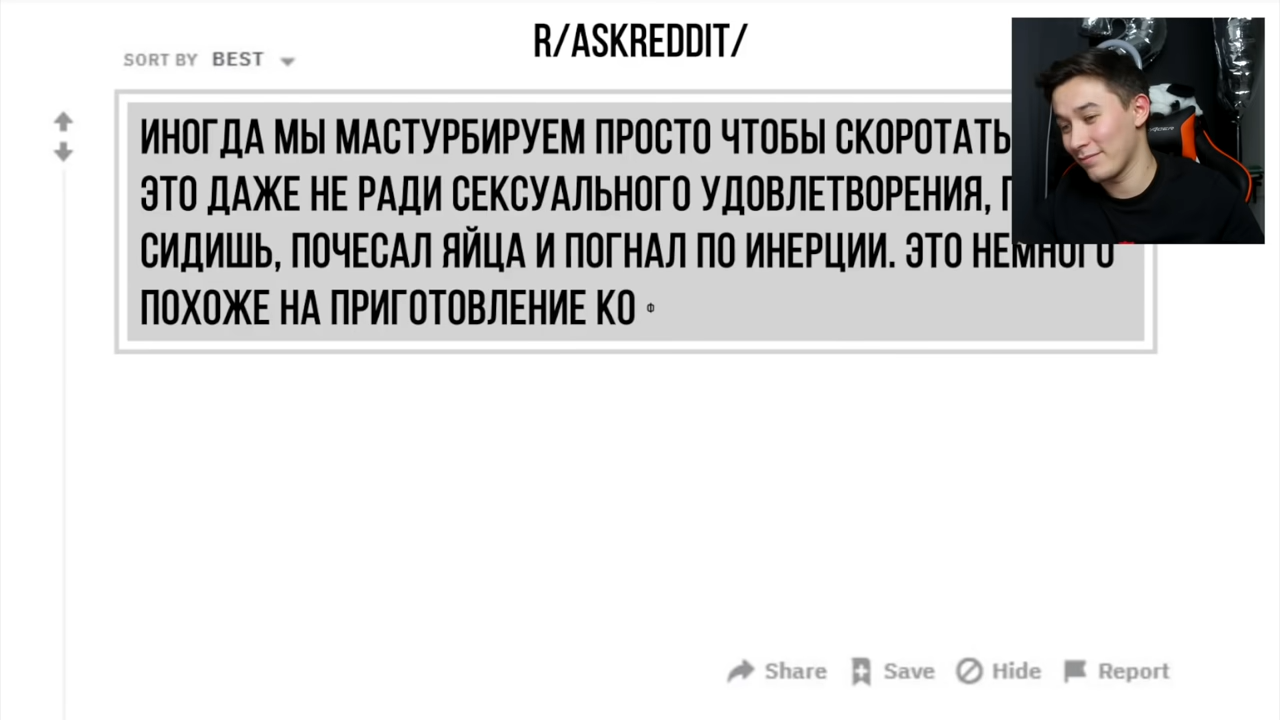 R/ASKREDDIT/
SORT BY BEST
ИНОГДА МЫ МАСТУРБИРУЕМ ПРОСТО ЧТОБЫ СКОРОТАТЬ
ЭТО ДАЖЕ НЕ РАДИ СЕКСУАЛЬНОГО УДОВЛЕТВОРЕНИЯ,
СИДИШЬ, ПОЧЕСАЛ ЯЙЦА И ПОГНАЛ ПО ИНЕРЦИИ. ЭТО НЕМНОГО
ПОХОЖЕ НА ПРИГОТОВЛЕНИЕ КО Ф
Share Save Hide Report